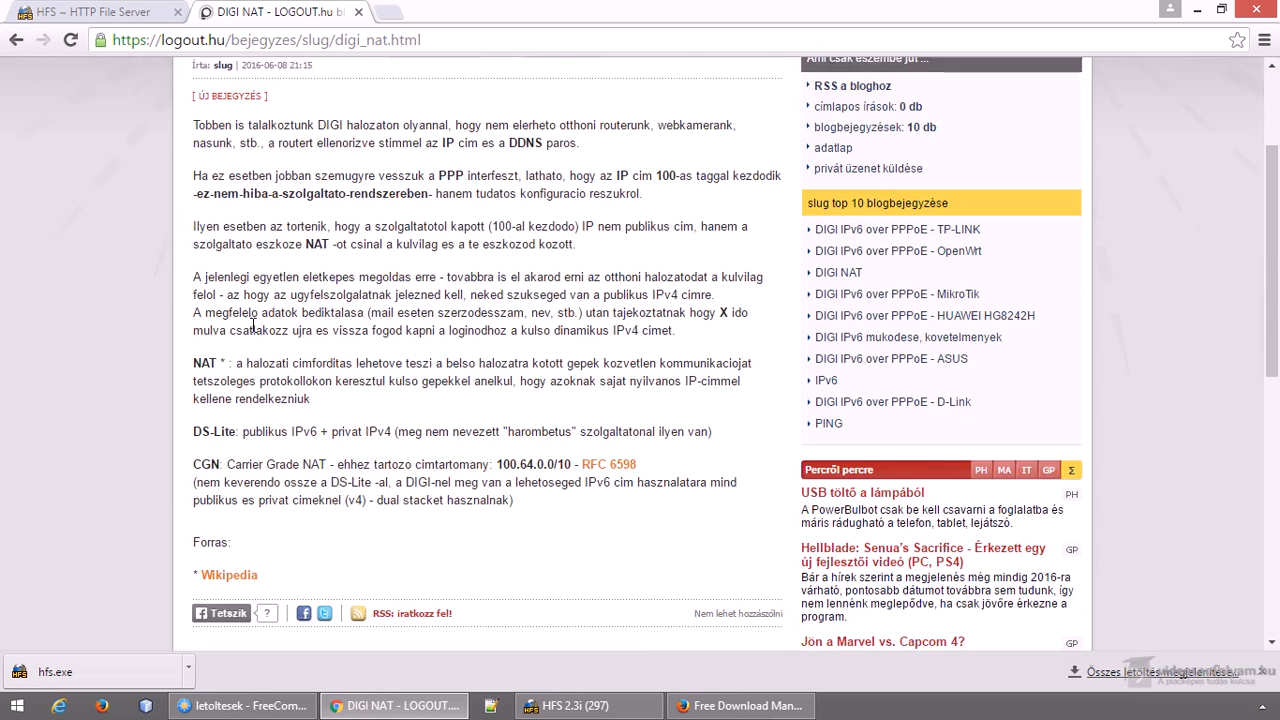 HFS ~ HTTP File Server
DIGI NAT - LOGOUT.hu b
https://logout.hu/bejegyzes/slug/digi_nat.html
Írta: slug | 2016-06-08 21:15
[ ÚJ BEJEGYZÉS ]
Tobben is talalkoztunk DIGI halozaton olyannal, hogy nem elerheto otthoni routerunk, webkamerank,
nasunk, stb., a routert ellenorizve stimmel az IP cim es a DDNS paros.
Ha ez esetben jobban szemugyre vesszuk a PPP interfeszt, lathato, hogy az IP cim 100-as taggal kezdodik
-ez-nem-hiba-a-szolgaltato-rendszereben- hanem tudatos konfiguracio reszukrol.
Ilyen esetben az tortenik, hogy a szolgaltatotol kapott (100-al kezdodo) IP nem publikus cim, hanem a
szolgaltato eszkoze NAT -ot csinal a kulvilag es a te eszkozod kozott.
A jelenlegi egyetlen eletkepes megoldas erre - tovabbra is el akarod erni az otthoni halozatodat a kulvilag
felol - az hogy az ugyfelszolgalatnak jelezned kell, neked szukseged van a publikus IPv4 cimre.
A megfelelo adatok bediktalasa (mail eseten szerzodesszam, nev, stb.) utan tajekoztatnak hogy X ido
mulva csatlakozz ujra es vissza fogod kapni a loginodhoz a kulso dinamikus IPv4 cimet.
NAT * : a halozati cimforditas lehetove teszi a belso halozatra kotott gepek kozvetlen kommunikaciojat
tetszoleges protokollokon keresztul kulso gepekkel anelkul, hogy azoknak sajat nyilvanos IP-cimmel
kellene rendelkezniuk
DS-Lite: publikus IPv6 + privat IPv4 (meg nem nevezett "harombetus" szolgaltatonal ilyen van)
CGN: Carrier Grade NAT - ehhez tartozo cimtartomany: 100.64.0.0/10 - RFC 6598
(nem keverendo ossze a DS-Lite -al, a DIGI-nel meg van a lehetoseged IPv6 cim hasznalatara mind
publikus es privat cimeknel (v4) - dual stacket hasznalnak)
Forras:
* Wikipedia
Tetszik
?
RSS: iratkozz fel!
Nem lehet hozzászólni
Ami csak eszembe jut ...
RSS a bloghoz
címlapos írások: 0 db
blogbejegyzések: 10 db
adatlap
privát üzenet küldése
slug top 10 blogbejegyzése
DIGI IPv6 over PPPoE - TP-LINK
DIGI IPv6 over PPPoE - OpenWrt
DIGI NAT
DIGI IPv6 over PPPoE - MikroTik
DIGI IPv6 over PPPoE - HUAWEI HG8242H
DIGI IPv6 mukodese, kovetelmenyek
DIGI IPv6 over PPPoE - ASUS
IPv6
DIGI IPv6 over PPPoE - D-Link
PING
Percről percre PH MA IT GP Σ
USB töltő a lámpából PH
A PowerBulbot csak be kell csavarni a foglalatba és
máris rádugható a telefon, tablet, lejátszó.
Hellblade: Senua's Sacrifice - Érkezett egy GP
új fejlesztői videó (PC, PS4)
Bár a hírek szerint a megjelenés még mindig 2016-ra
várható, pontosabb dátumot továbbra sem tudunk, így
nem lennénk meglepődve, ha csak jövőre érkezne a
program.
Jön a Marvel vs. Capcom 4? GP
hfs.exe
Összes letöltés megjelenítése...
letoltesek - FreeCom...
DIGI NAT - LOGOUT....
HFS 2.3i (297)
Free Download Man...